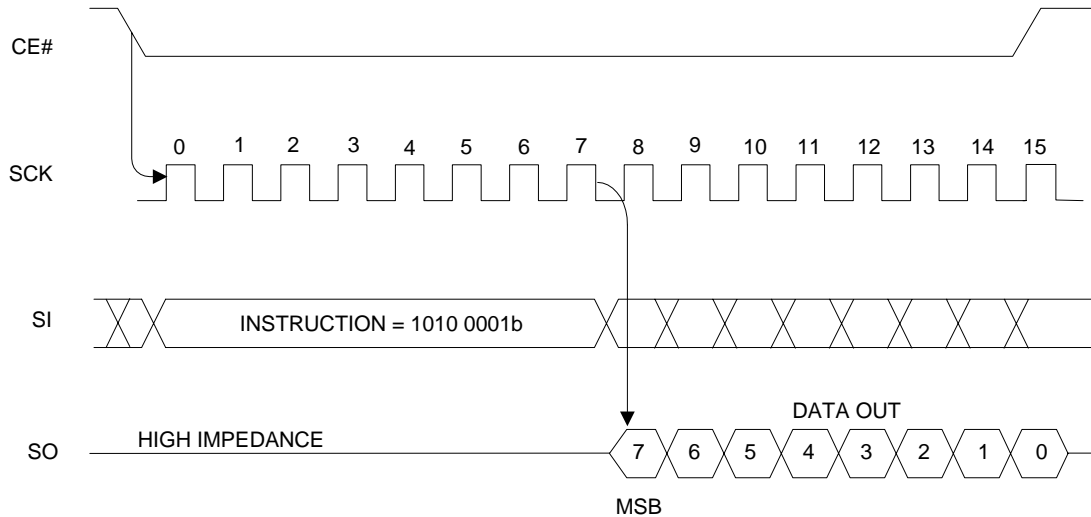 CE#
0 1 2 3 4 5 6 7 8 9 10 11 12 13 14 15
SCK
SI
INSTRUCTION = 1010 0001b
DATA OUT
HIGH IMPEDANCE
SO
7 6 5 4 3 2 1 0
MSB